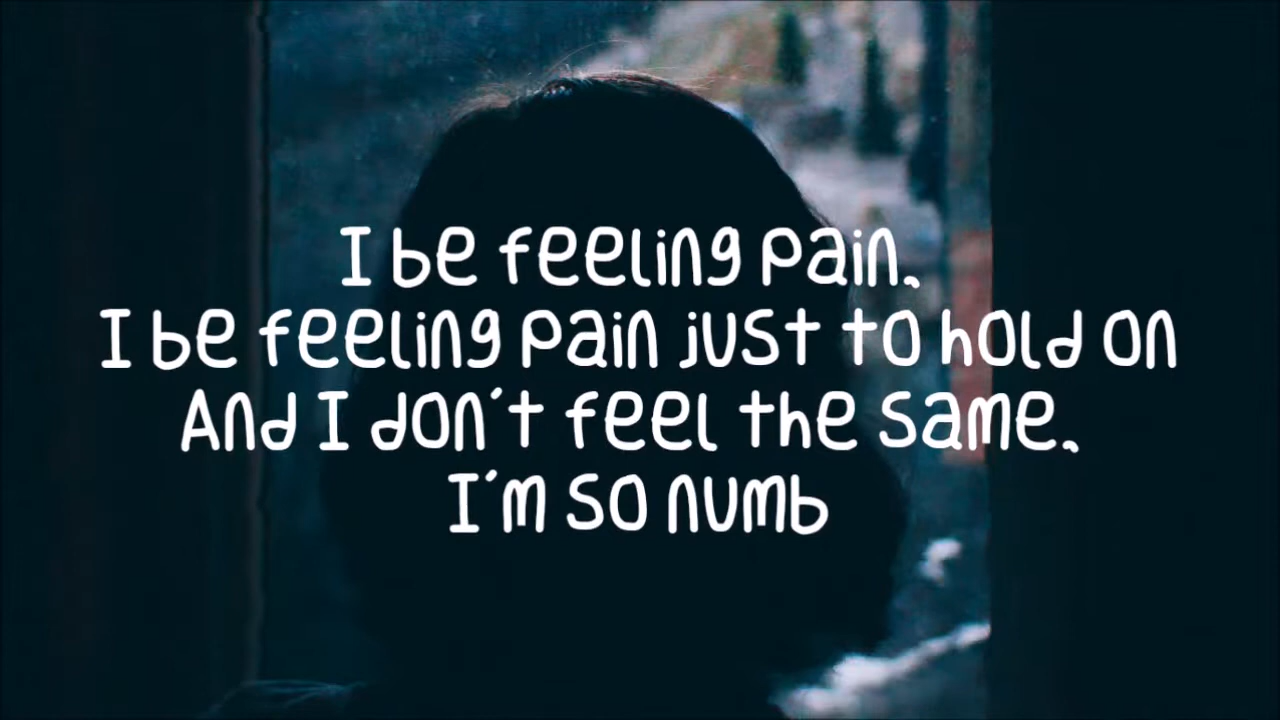 I be feeling pain,
I be feeling pain just to hold on
And I don't feel the same,
I'm so numb